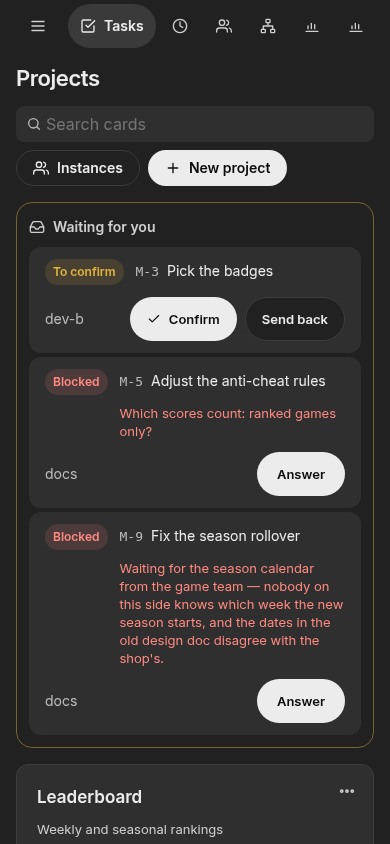 Tasks
Projects
Search cards
Instances
New project
Waiting for you
To confirm M-3 Pick the badges
dev-b Confirm Send back
Blocked M-5 Adjust the anti-cheat rules
Which scores count: ranked games
only?
docs Answer
Blocked M-9 Fix the season rollover
Waiting for the season calendar
from the game team — nobody on
this side knows which week the new
season starts, and the dates in the
old design doc disagree with the
shop's.
docs Answer
Leaderboard
Weekly and seasonal rankings